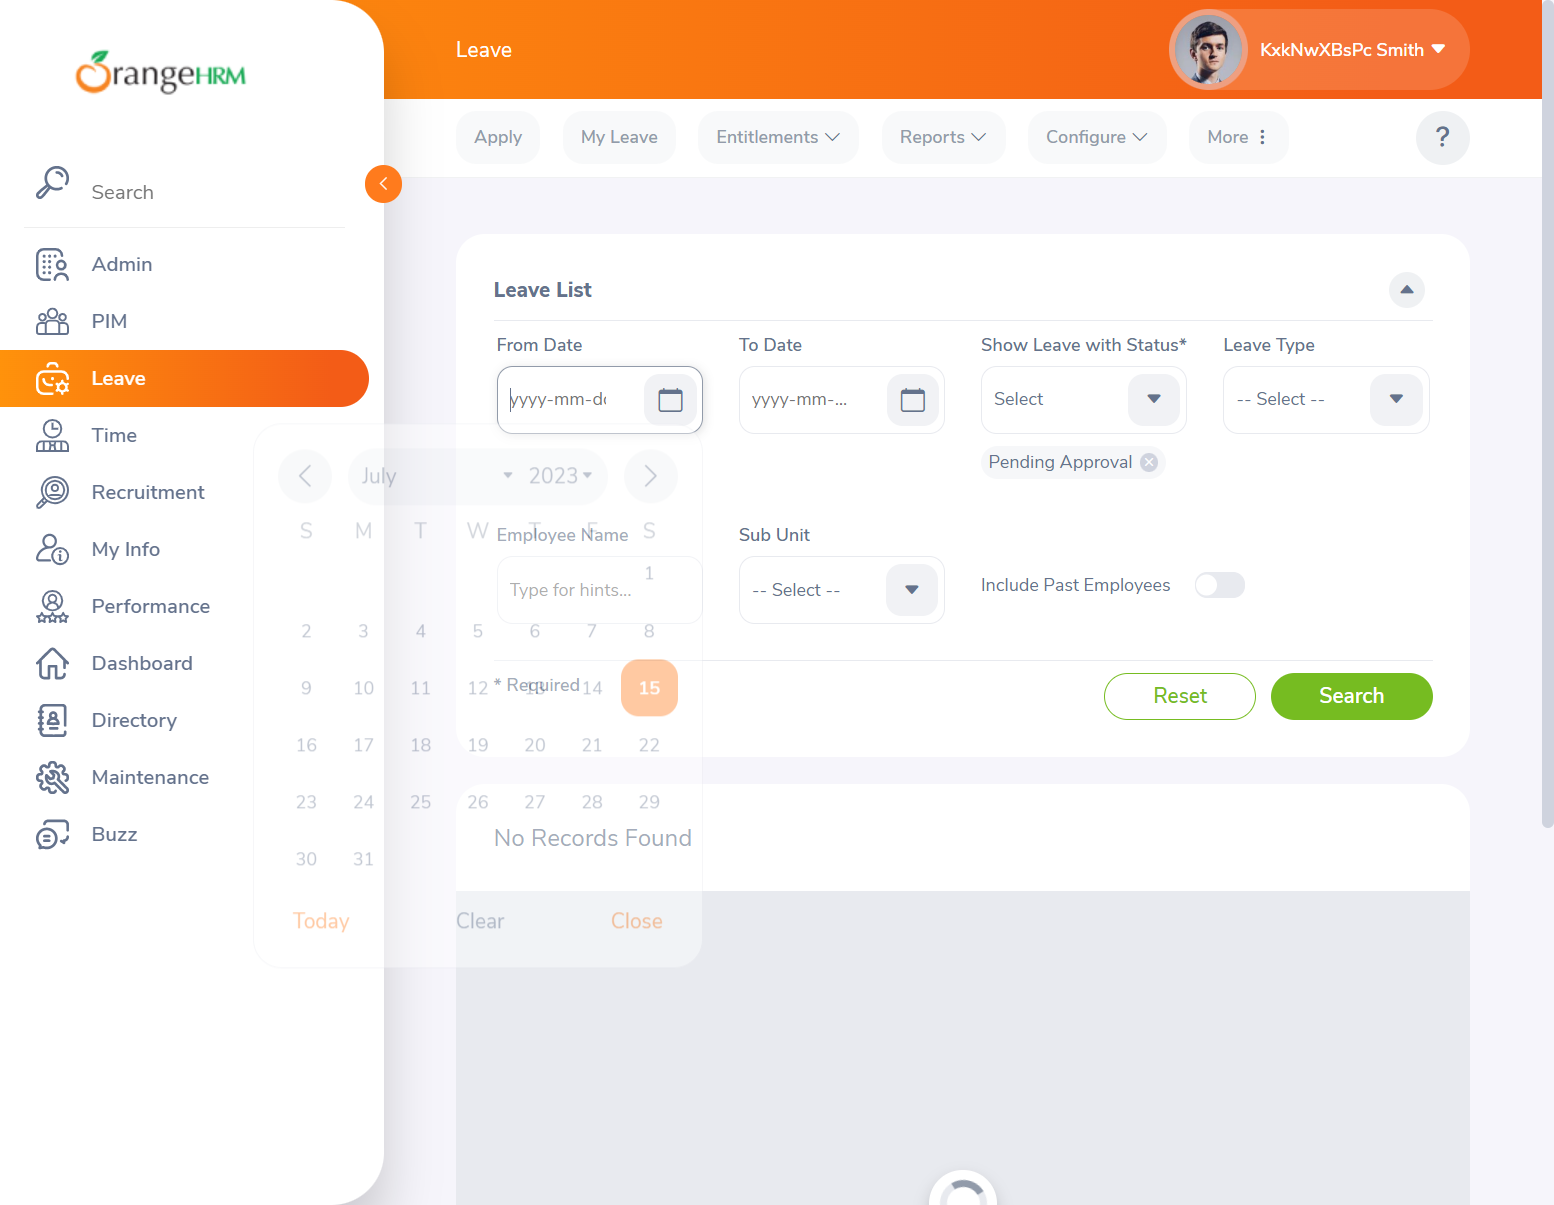 OrangeHRM
Search
Admin
PIM
Leave
Time
Recruitment
My Info
Performance
Dashboard
Directory
Maintenance
Buzz
Leave
KxkNwXBsPc Smith
Apply
My Leave
Entitlements
Reports
Configure
More
?
Leave List
From Date
To Date
Show Leave with Status*
Leave Type
yyyy-mm-dd
yyyy-mm-...
Select
-- Select --
Pending Approval
Employee Name
Sub Unit
Type for hints...
-- Select --
Include Past Employees
* Required
Reset
Search
No Records Found
July
2023
S M T W T F S
1
2 3 4 5 6 7 8
9 10 11 12 13 14 15
16 17 18 19 20 21 22
23 24 25 26 27 28 29
30 31
Today
Clear
Close